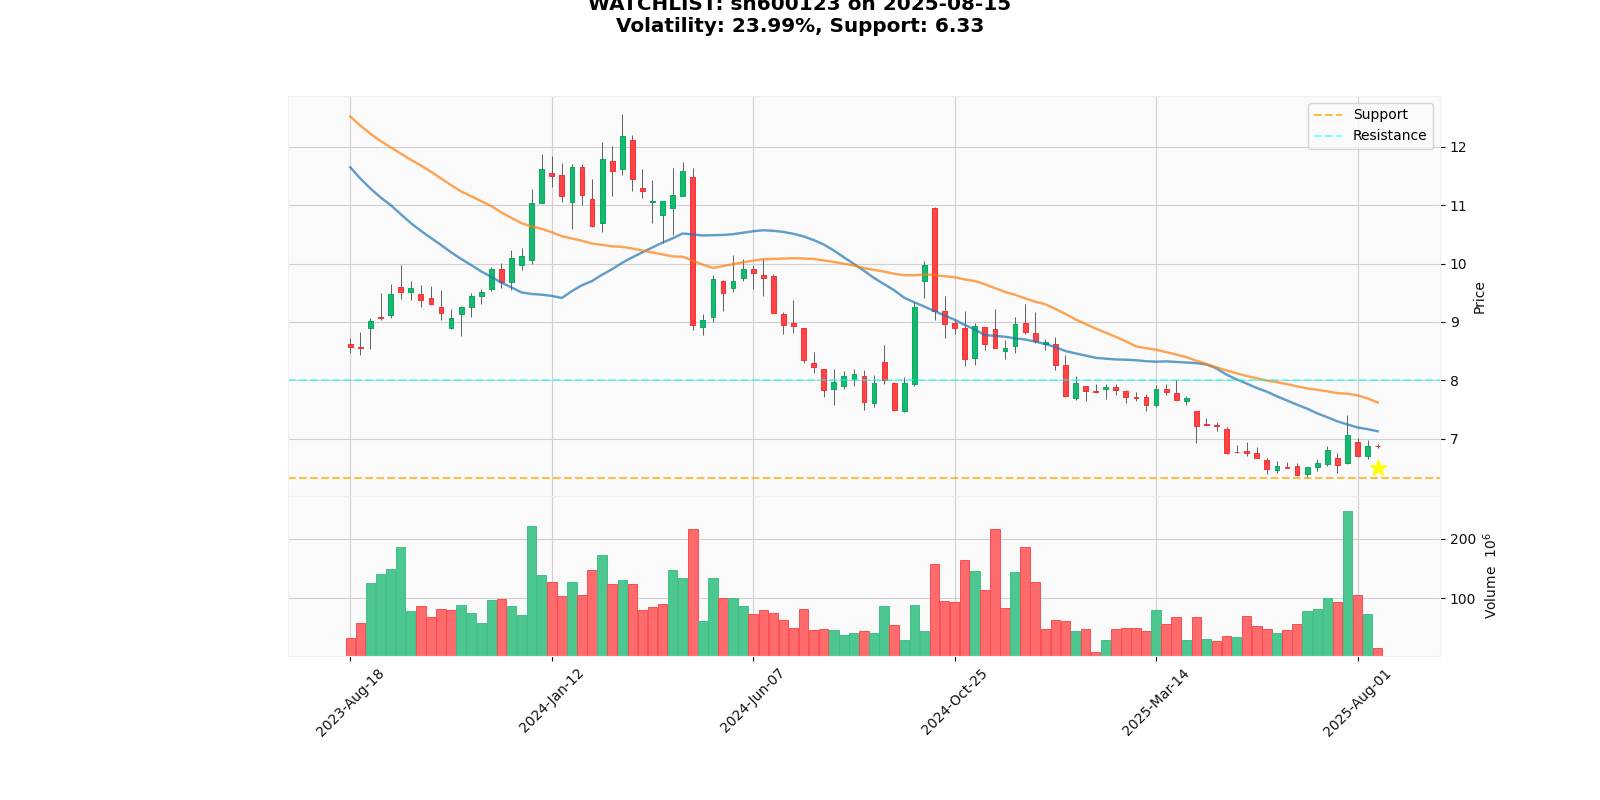 WATCHLIST: sh600123 on 2025-08-15
Volatility: 23.99%, Support: 6.33
Support
Resistance
12
11
10
9
8
7
Price
200
100
Volume 10^6
2023-Aug-18
2024-Jan-12
2024-Jun-07
2024-Oct-25
2025-Mar-14
2025-Aug-01